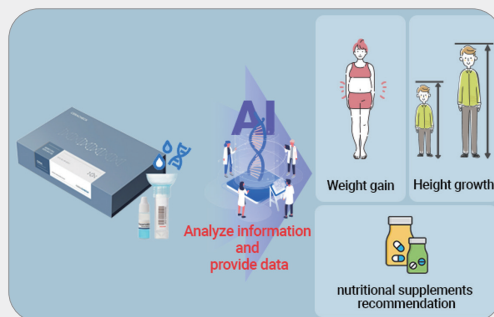 AI
Analyze information
and
provide data
Weight gain
Height growth
nutritional supplements
recommendation